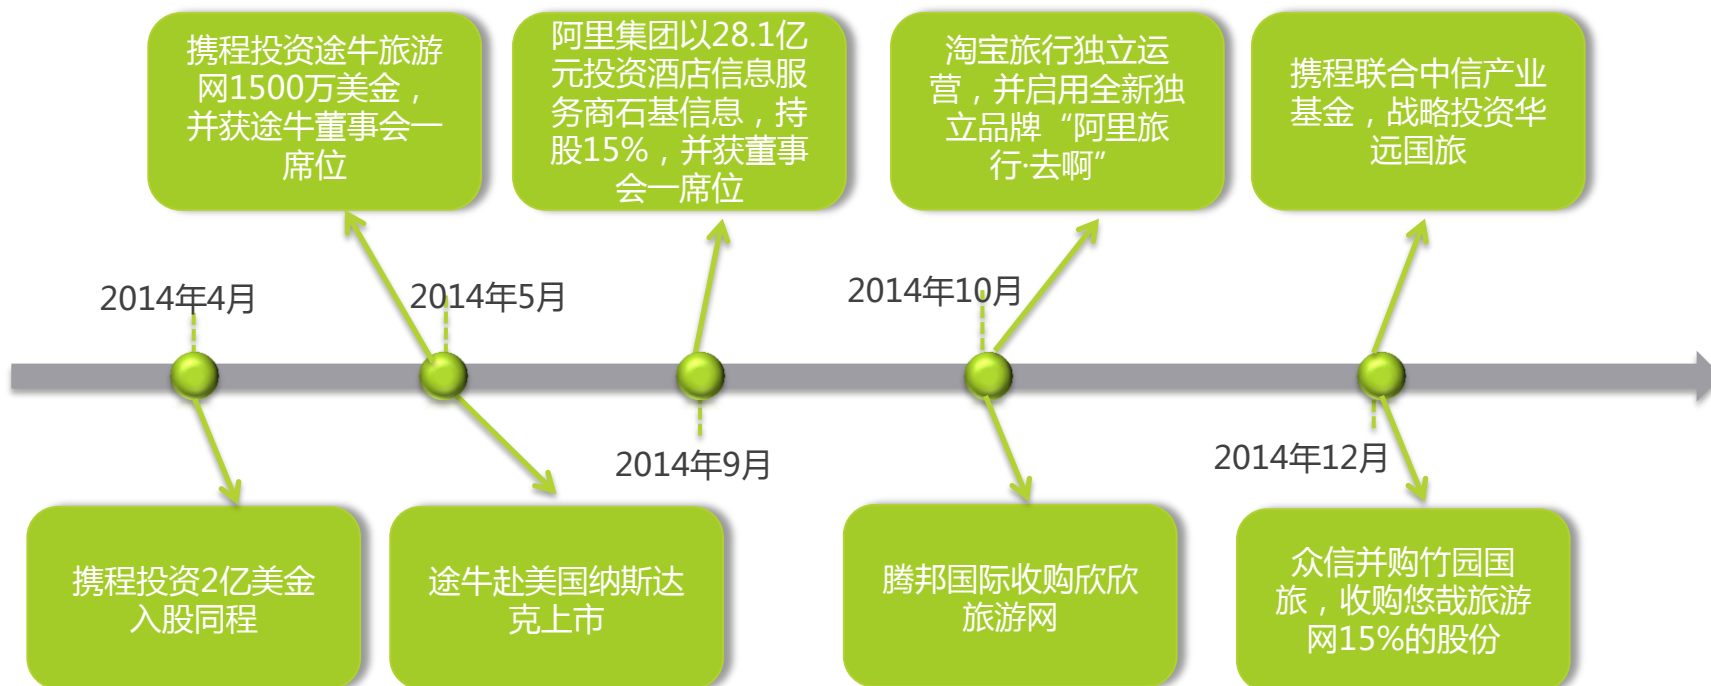 携程投资途牛旅游
网1500万美金，
并获途牛董事会一
席位
阿里集团以28.1亿
元投资酒店信息服
务商石基信息，持
股15%，并获董事
会一席位
淘宝旅行独立运
营，并启用全新独
立品牌“阿里旅
行·去啊”
携程联合中信产业
基金，战略投资华
远国旅
2014年4月
2014年5月
2014年10月
2014年9月
2014年12月
携程投资2亿美金
入股同程
途牛赴美国纳斯达
克上市
腾邦国际收购欣欣
旅游网
众信并购竹园国
旅，收购悠哉旅游
网15%的股份